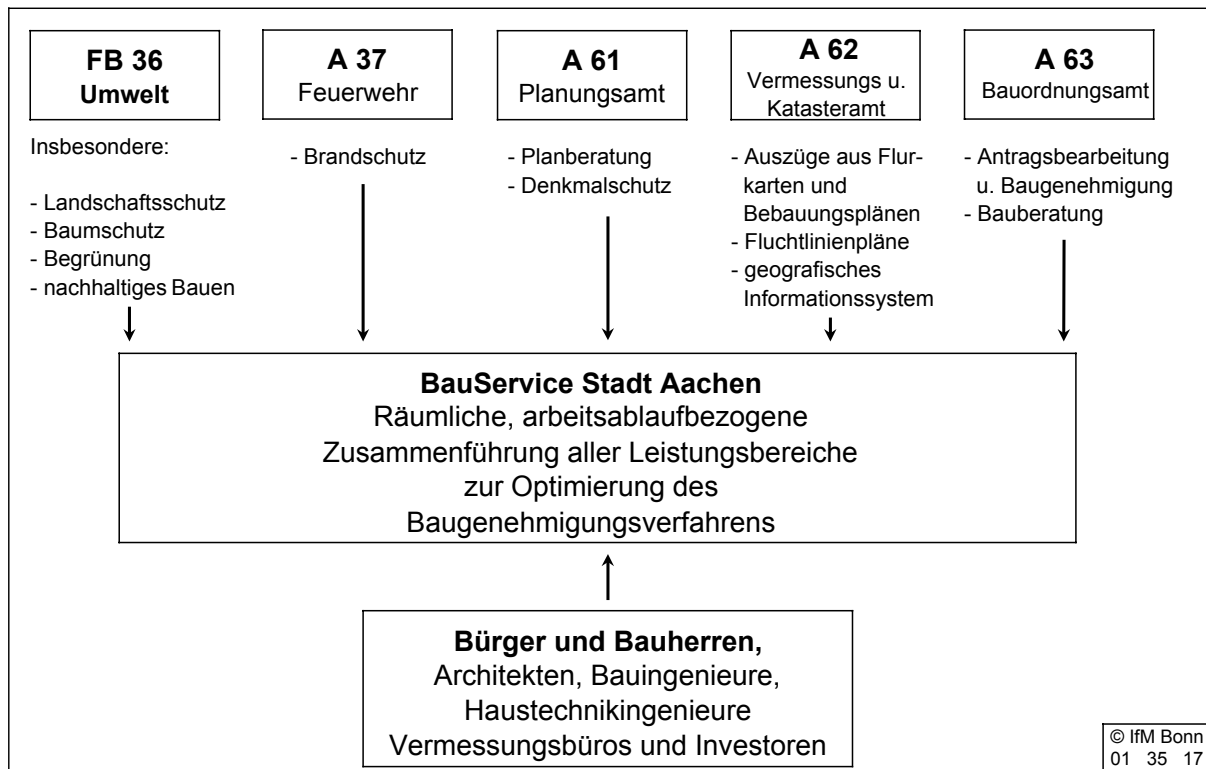 FB 36
Umwelt
A 37
Feuerwehr
A 61
Planungsamt
A 62
Vermessungs u.
Katasteramt
A 63
Bauordnungsamt
Insbesondere:
- Landschaftsschutz
- Baumschutz
- Begrünung
- nachhaltiges Bauen
- Brandschutz
- Planberatung
- Denkmalschutz
- Auszüge aus Flur-
karten und
Bebauungsplänen
- Fluchtlinienpläne
- geografisches
Informationssystem
- Antragsbearbeitung
u. Baugenehmigung
- Bauberatung
BauService Stadt Aachen
Räumliche, arbeitsablaufbezogene
Zusammenführung aller Leistungsbereiche
zur Optimierung des
Baugenehmigungsverfahrens
Bürger und Bauherren,
Architekten, Bauingenieure,
Haustechnikingenieure
Vermessungsbüros und Investoren
© IfM Bonn
01 35 17